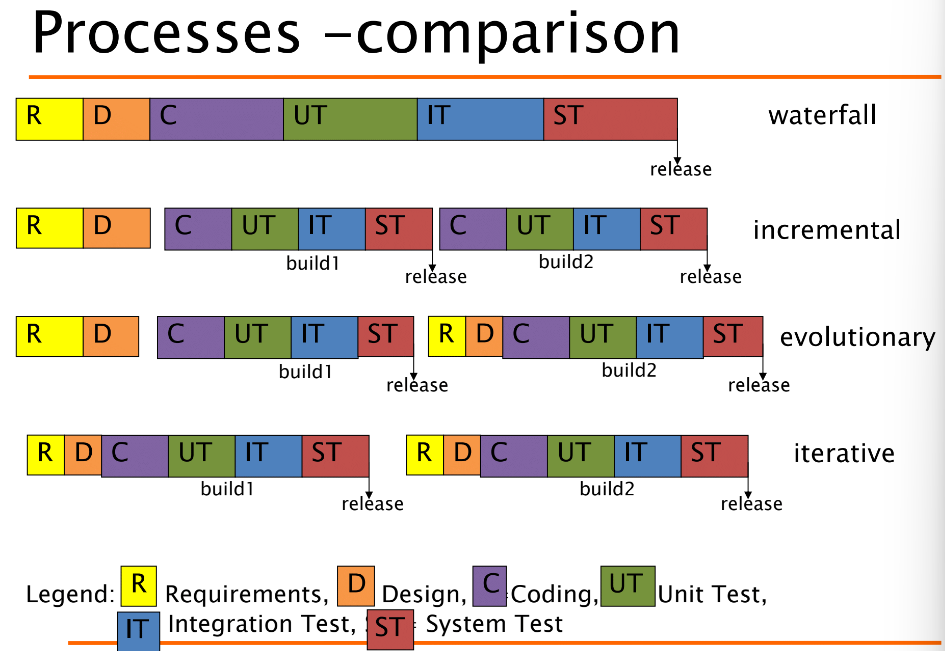 Processes –comparison
R D C UT IT ST waterfall
release
R D C UT IT ST C UT IT ST incremental
build1 build2
release release
R D C UT IT ST R D C UT IT ST evolutionary
build1 build2
release release
R D C UT IT ST R D C UT IT ST iterative
build1 build2
release release
Legend: R Requirements, D Design, C Coding, UT Unit Test,
IT Integration Test, ST System Test